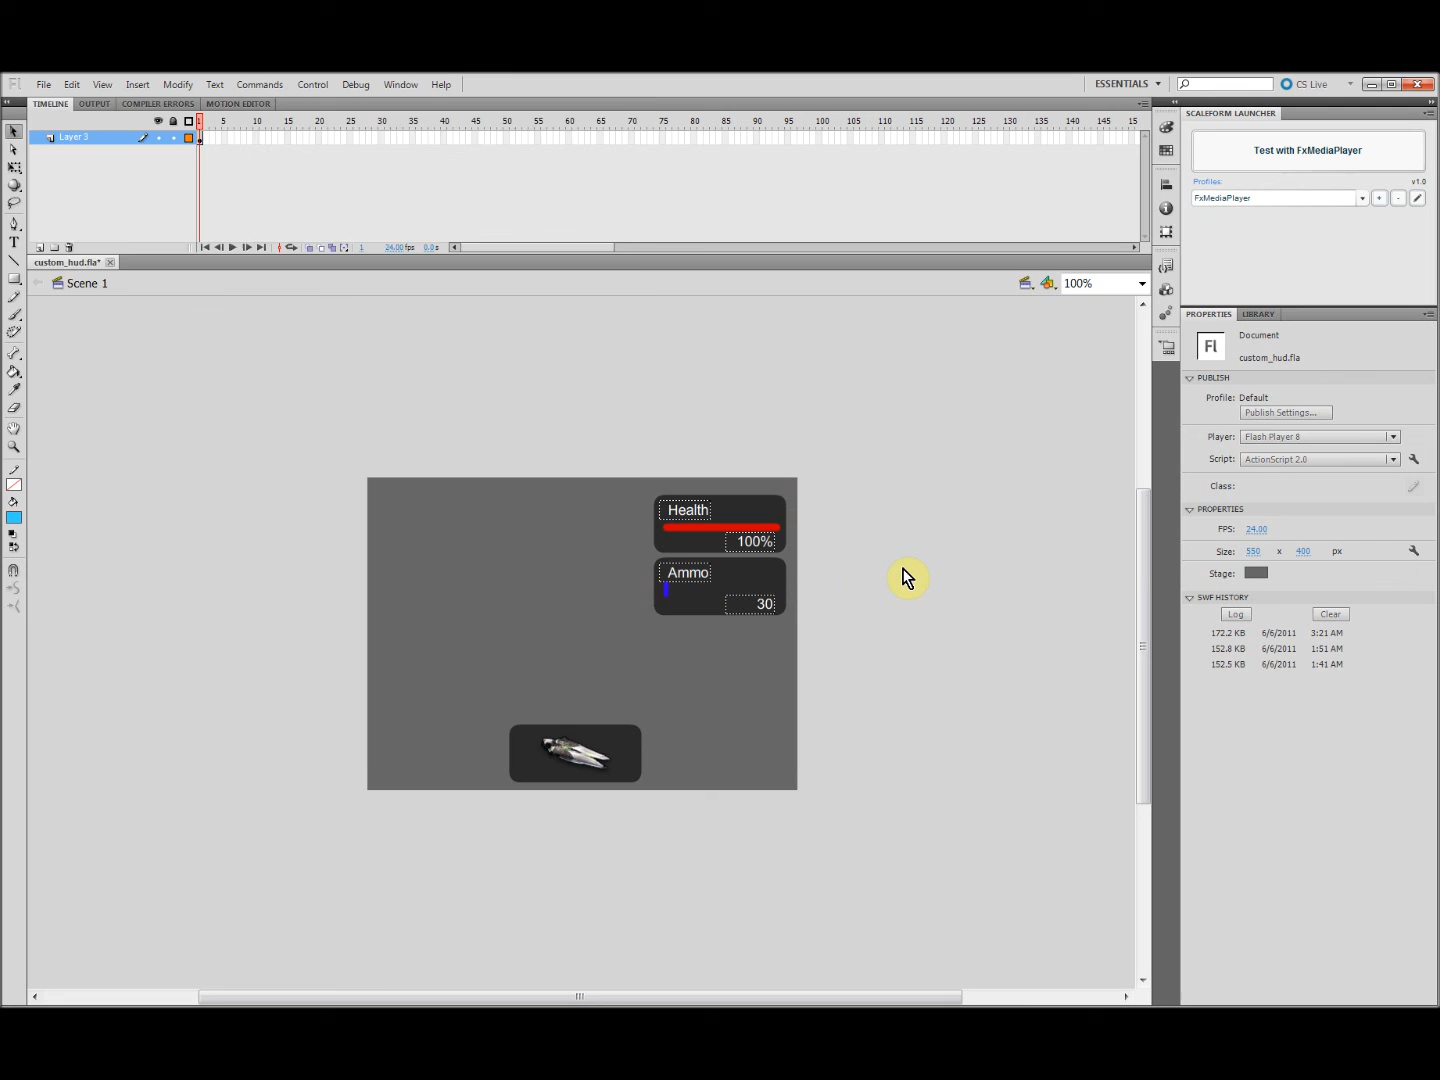 Fl File Edit View Insert Modify Text Commands Control Debug Window Help ESSENTIALS CS Live
TIMELINE OUTPUT COMPILER ERRORS MOTION EDITOR
SCALEFORM LAUNCHER
1 5 10 15 20 25 30 35 40 45 50 55 60 65 70 75 80 85 90 95 100 105 110 115 120 125 130 135 140 145 15
Layer 3
Test with FxMediaPlayer
Profiles: v1.0
FxMediaPlayer + -
1 24.00 fps 0.0 s
custom_hud.fla*
Scene 1 100%
PROPERTIES LIBRARY
Fl
Document
custom_hud.fla
PUBLISH
Profile: Default
Publish Settings...
Player: Flash Player 8
Script: ActionScript 2.0
Class:
PROPERTIES
FPS: 24.00
Size: 550 x 400 px
Stage:
SWF HISTORY
Log Clear
172.2 KB 6/6/2011 3:21 AM
152.8 KB 6/6/2011 1:51 AM
152.5 KB 6/6/2011 1:41 AM
Health
100%
Ammo
30